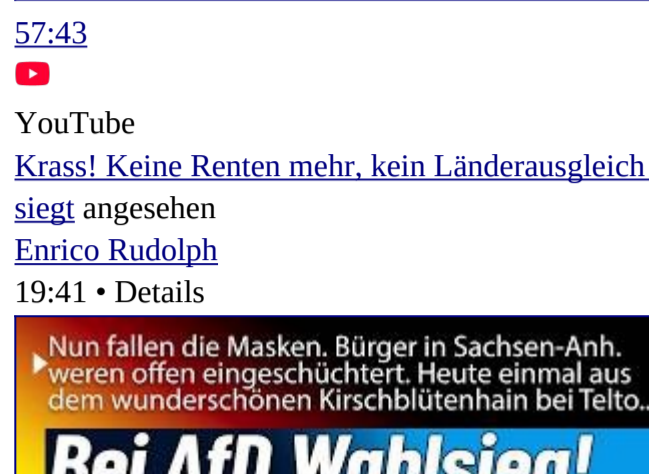 57:43
YouTube
Krass! Keine Renten mehr, kein Länderausgleich
siegt angesehen
Enrico Rudolph
19:41 • Details
Nun fallen die Masken. Bürger in Sachsen-Anh.
weren offen eingeschüchtert. Heute einmal aus
dem wunderschönen Kirschblütenhain bei Telto..
Bei AfD Wahlsieg!